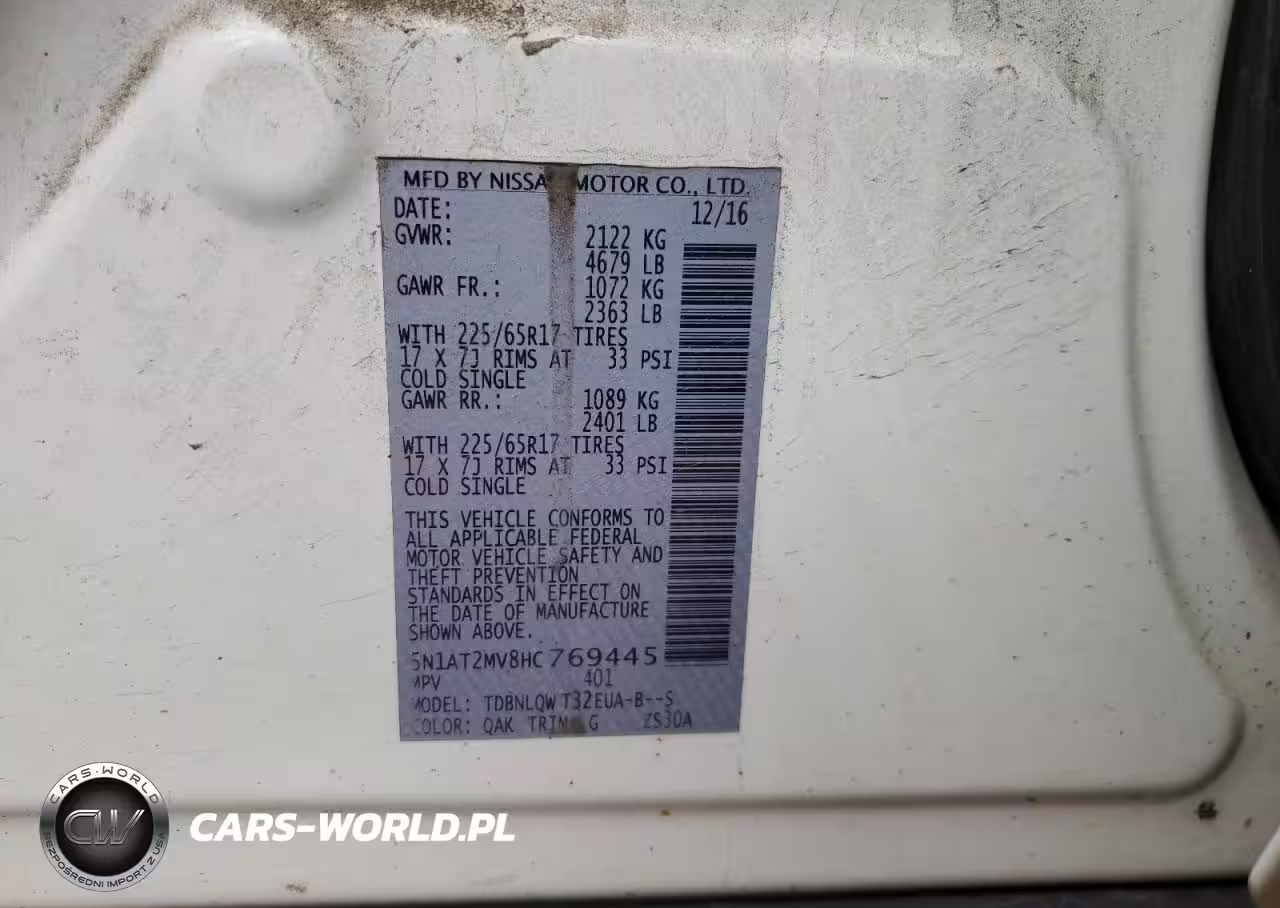 MFD BY NISSAN MOTOR CO., LTD.
DATE: 12/16
GVWR: 2122 KG
4679 LB
GAWR FR.: 1072 KG
2363 LB
WITH 225/65R17 TIRES
17 X 7J RIMS AT 33 PSI
COLD SINGLE
GAWR RR.: 1089 KG
2401 LB
WITH 225/65R17 TIRES
17 X 7J RIMS AT 33 PSI
COLD SINGLE
THIS VEHICLE CONFORMS TO
ALL APPLICABLE FEDERAL
MOTOR VEHICLE SAFETY AND
THEFT PREVENTION
STANDARDS IN EFFECT ON
THE DATE OF MANUFACTURE
SHOWN ABOVE.
5N1AT2MV8HC769445
MPV 401
MODEL: TDBNLQW T32EUA-B--S
COLOR: QAK TRIM: G ZS30A
CARS-WORLD
CW
BEZPOŚREDNI IMPORT Z USA
CARS-WORLD.PL